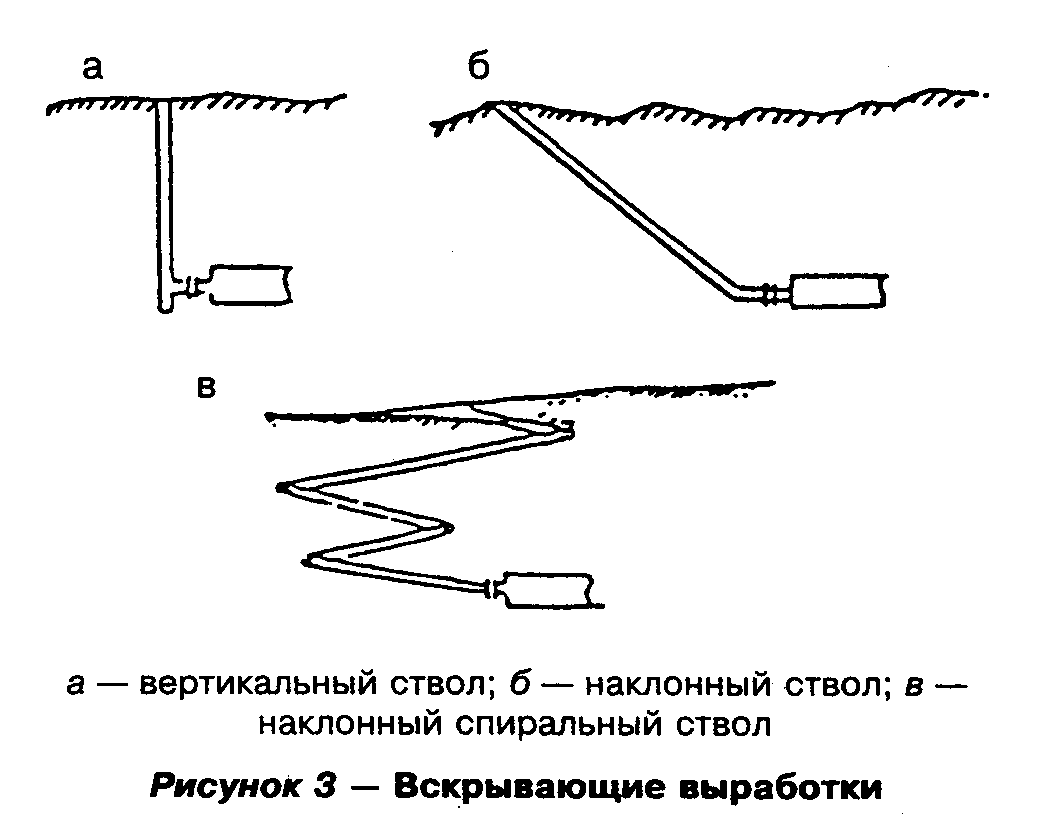 а
б
в
а — вертикальный ствол; б — наклонный ствол; в —
наклонный спиральный ствол
Рисунок 3 — Вскрывающие выработки